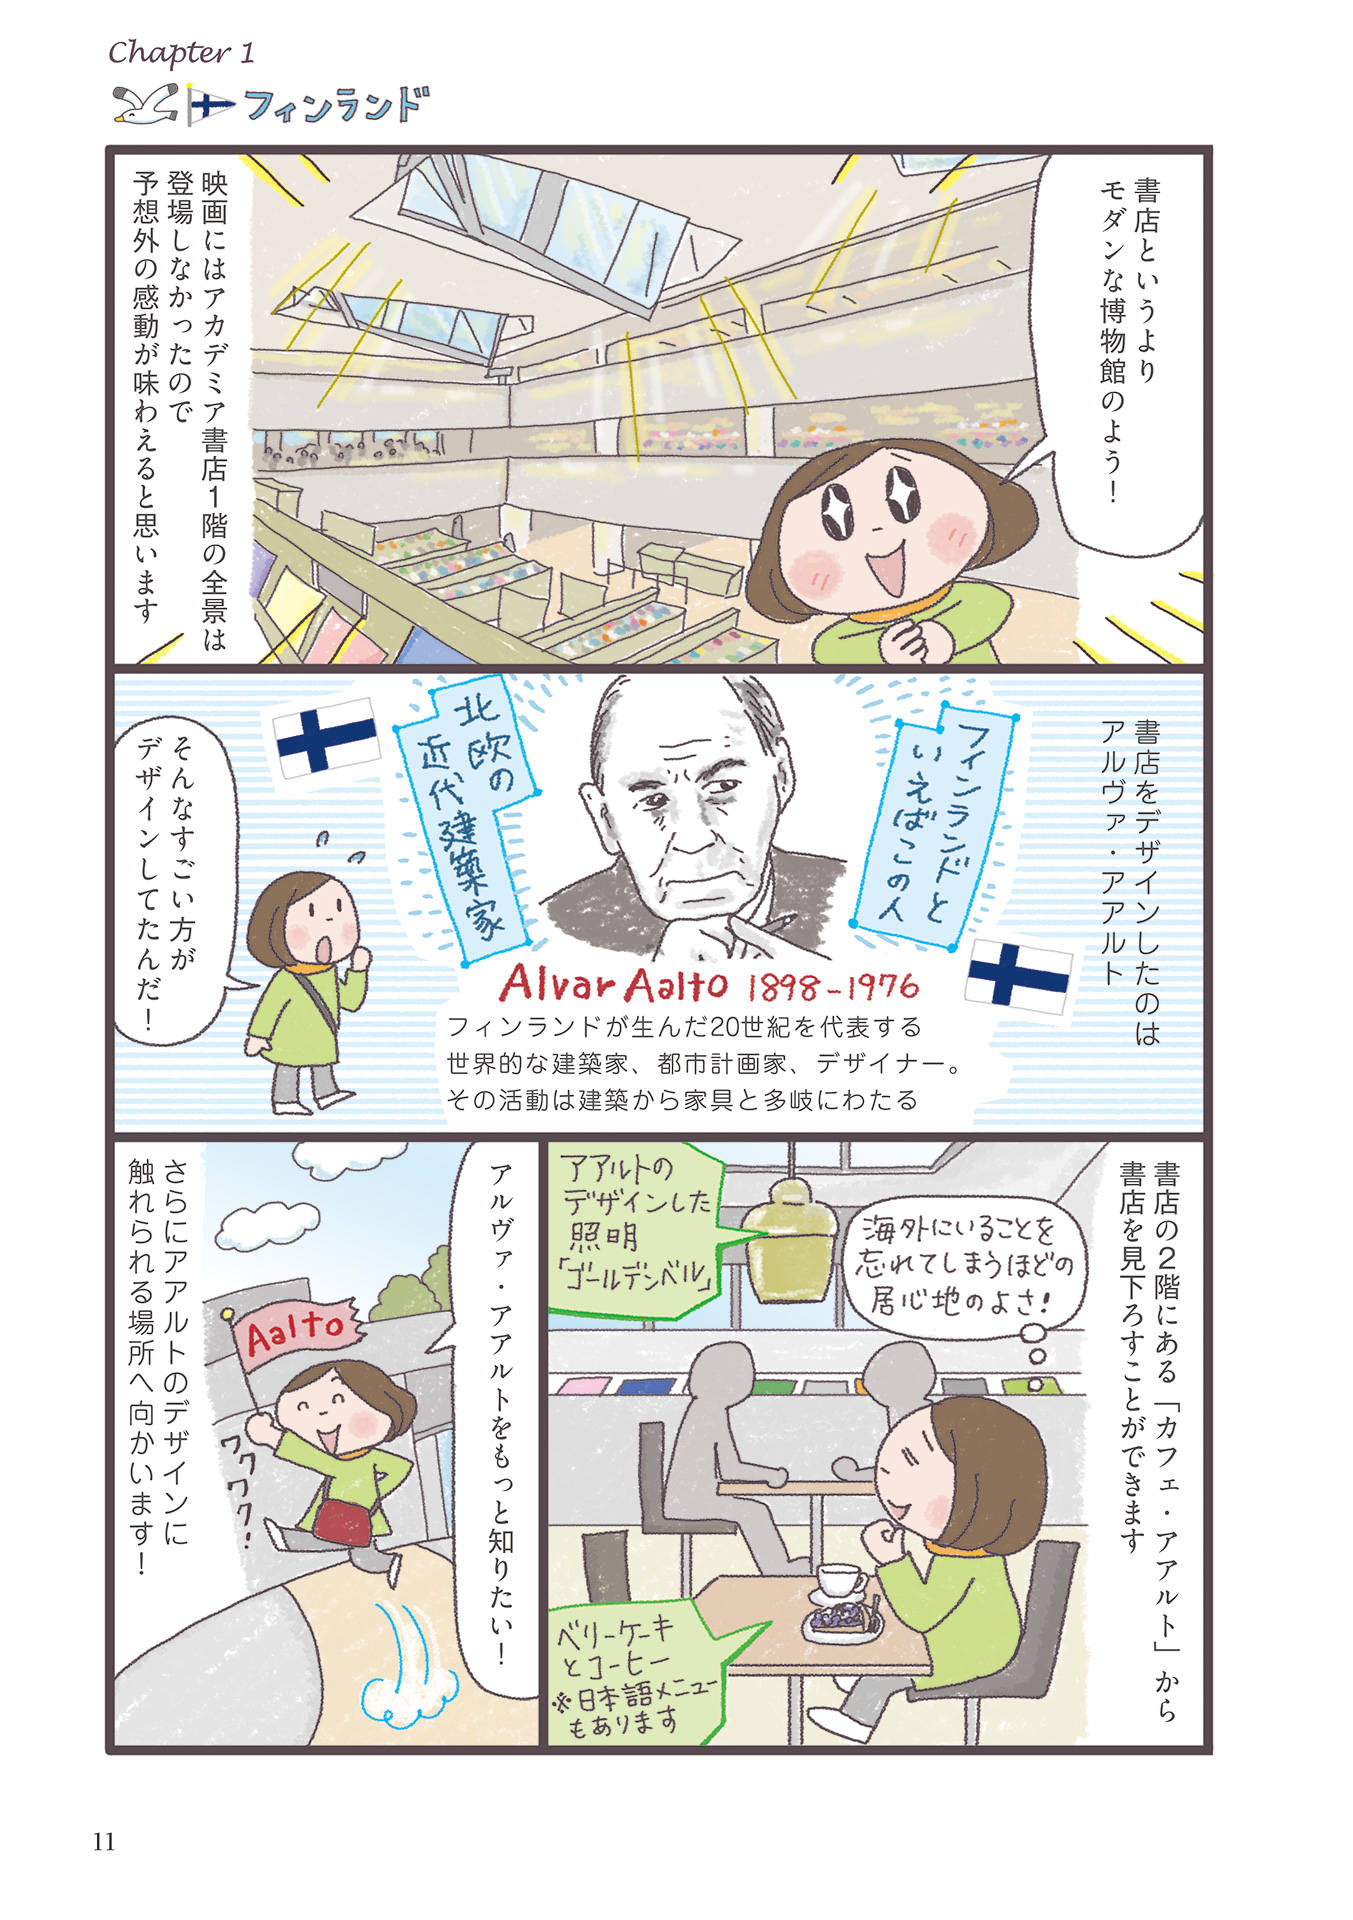 Chapter 1
フィンランド
書店というより
モダンな博物館のよう！
映画にはアカデミア書店1階の全景は
登場しなかったので
予想外の感動が味わえると思います
書店をデザインしたのは
アルヴァ・アアルト
フィンランドと
いえばこの人
北欧の
近代建築家
Alvar Aalto 1898-1976
フィンランドが生んだ20世紀を代表する
世界的な建築家、都市計画家、デザイナー。
その活動は建築から家具と多岐にわたる
そんなすごい方が
デザインしてたんだ！
書店の2階にある「カフェ・アアルト」から
書店を見下ろすことができます
海外にいることを
忘れてしまうほどの
居心地のよさ！
アアルトの
デザインした
照明
「ゴールデンベル」
ベリーケーキ
とコーヒー
※日本語メニュー
もあります
アルヴァ・アアルトをもっと知りたい！
Aalto
ワクワク！
さらにアアルトのデザインに
触れられる場所へ向かいます！
11